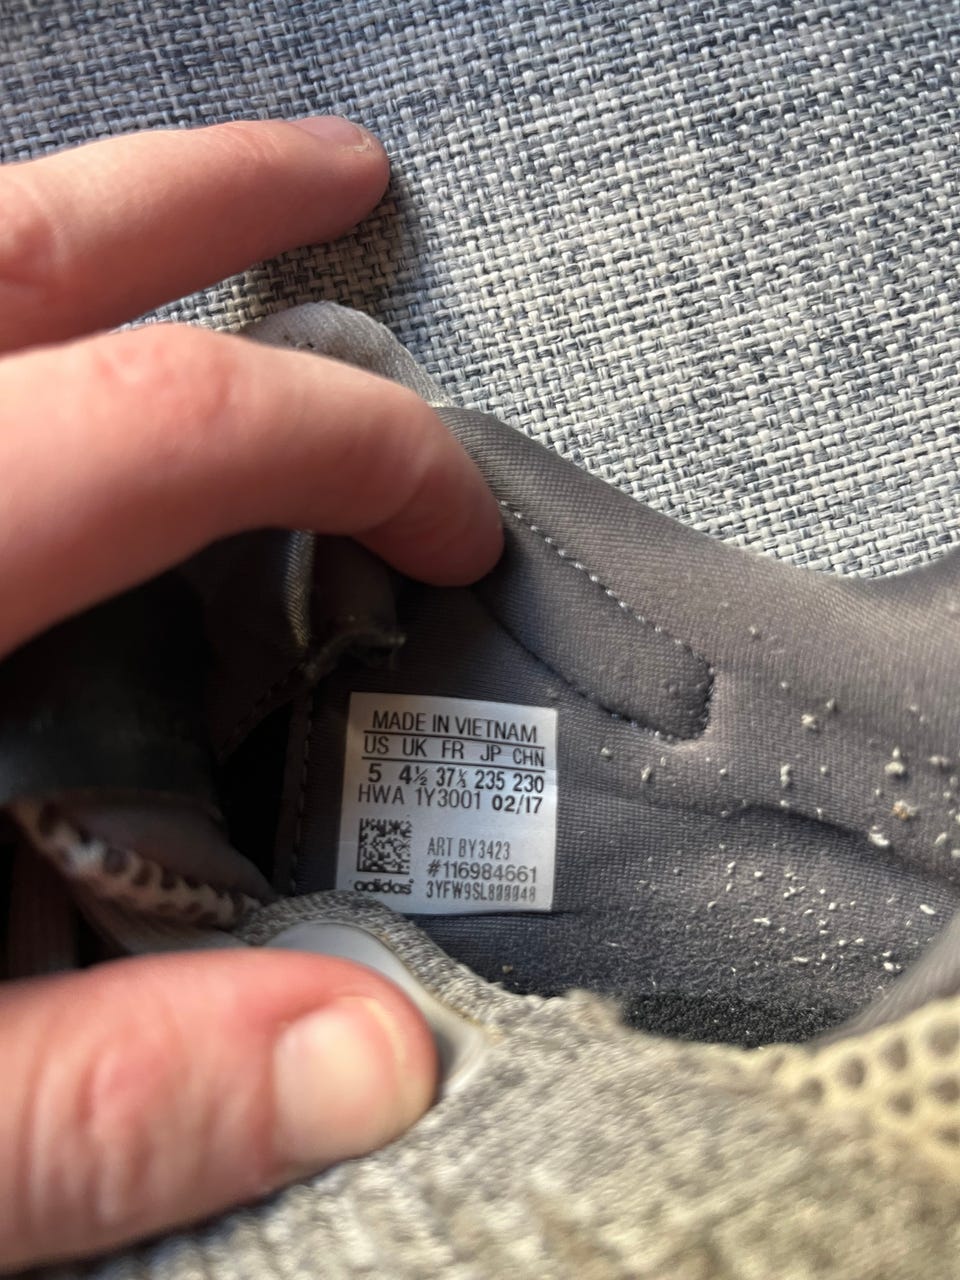 MADE IN VIETNAM
US UK FR JP CHN
5 4½ 37⅓ 235 230
HWA 1Y3001 02/17
ART BY3423
#116984661
adidas